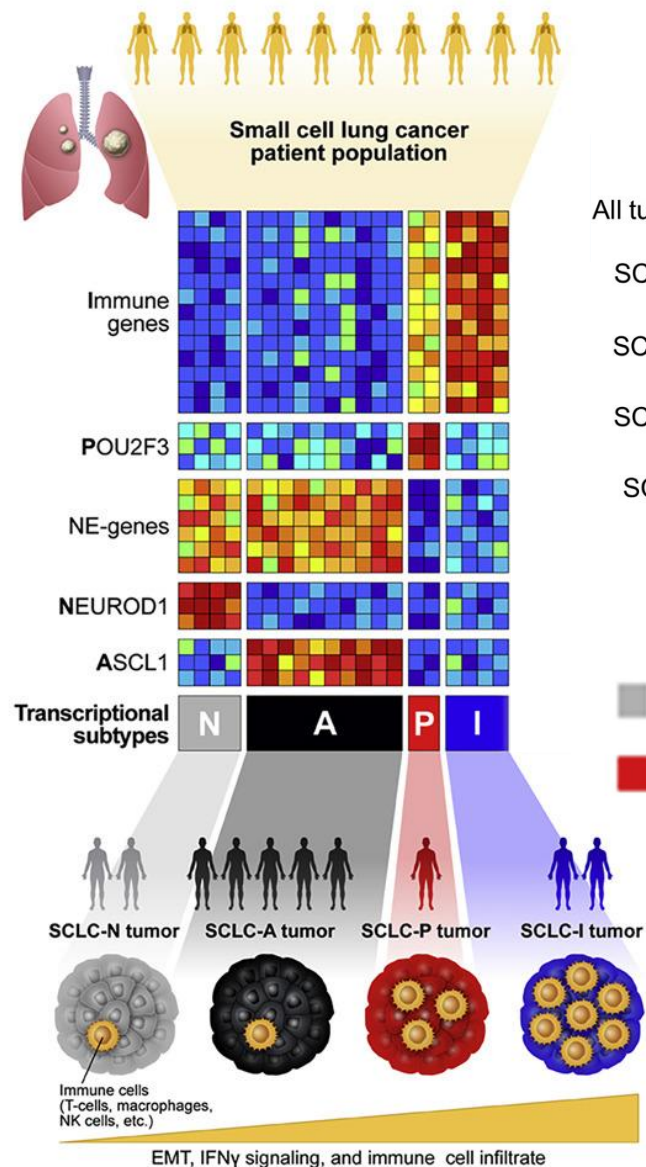 Small cell lung cancer
patient population
All tu
SC
SC
SC
SC
Immune
genes
POU2F3
NE-genes
NEUROD1
ASCL1
Transcriptional
subtypes
N A P I
SCLC-N tumor SCLC-A tumor SCLC-P tumor SCLC-I tumor
Immune cells
(T-cells, macrophages,
NK cells, etc.)
EMT, IFNγ signaling, and immune cell infiltrate